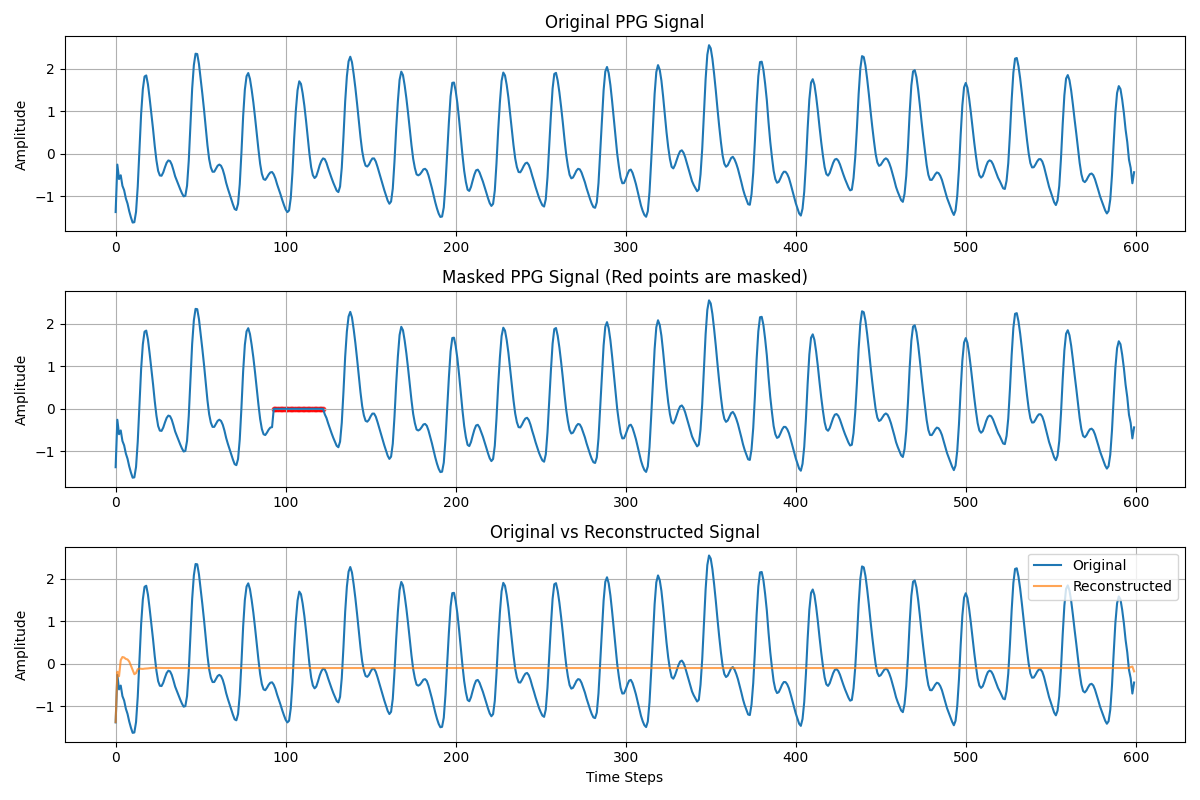 Original PPG Signal
Amplitude
2
1
0
−1
0 100 200 300 400 500 600
Masked PPG Signal (Red points are masked)
Amplitude
2
1
0
−1
0 100 200 300 400 500 600
Original vs Reconstructed Signal
Amplitude
2
1
0
−1
Original
Reconstructed
0 100 200 300 400 500 600
Time Steps